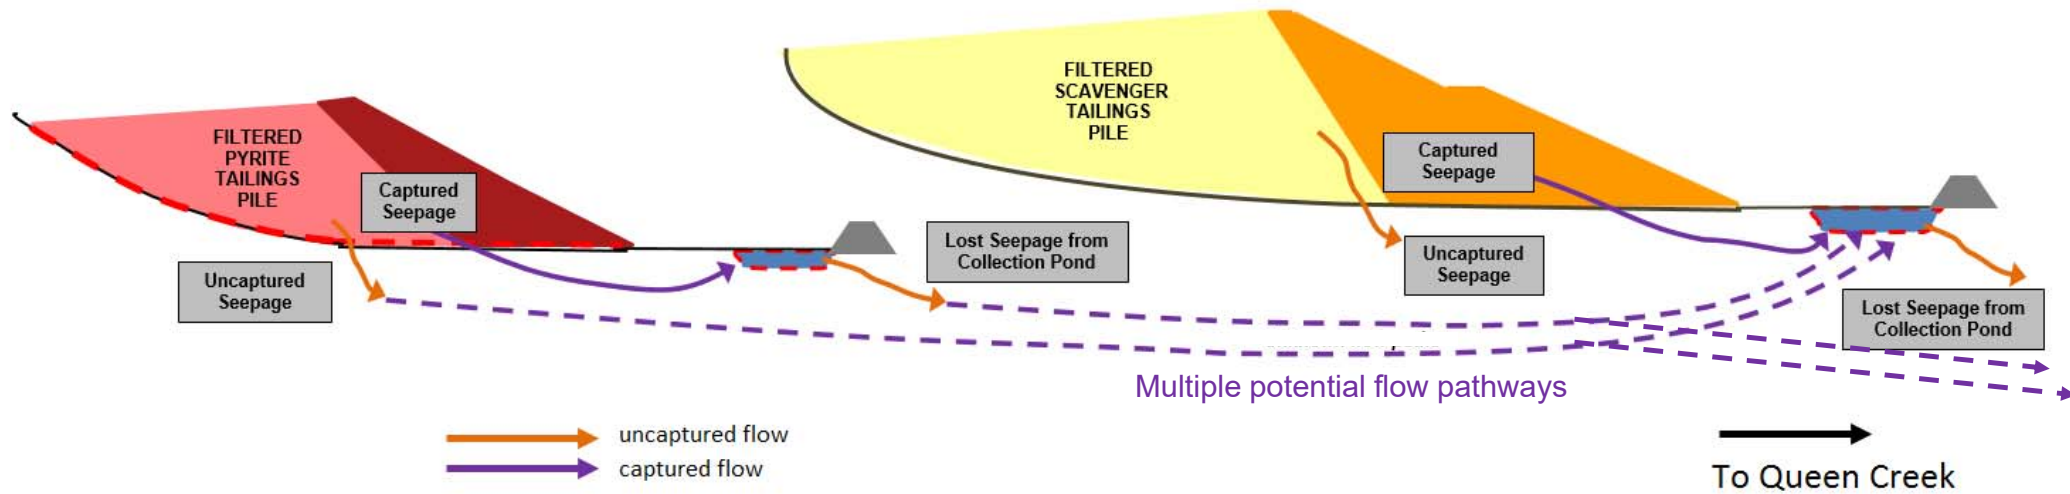 FILTERED
PYRITE
TAILINGS
PILE
Captured
Seepage
Uncaptured
Seepage
Lost Seepage from
Collection Pond
FILTERED
SCAVENGER
TAILINGS
PILE
Captured
Seepage
Uncaptured
Seepage
Lost Seepage from
Collection Pond
Multiple potential flow pathways
uncaptured flow
captured flow
To Queen Creek